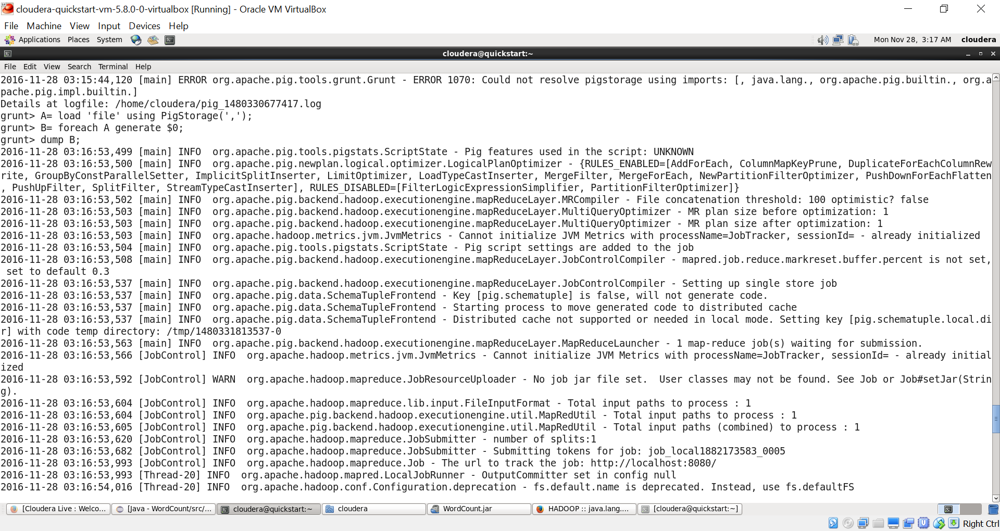 cloudera-quickstart-vm-5.8.0-0-virtualbox [Running] - Oracle VM VirtualBox
File Machine View Input Devices Help
Applications Places System Mon Nov 28, 3:17 AM cloudera
cloudera@quickstart:~
File Edit View Search Terminal Help
2016-11-28 03:15:44,120 [main] ERROR org.apache.pig.tools.grunt.Grunt - ERROR 1070: Could not resolve pigstorage using imports: [, java.lang., org.apache.pig.builtin., org.a
pache.pig.impl.builtin.]
Details at logfile: /home/cloudera/pig_1480330677417.log
grunt> A= load 'file' using PigStorage(',');
grunt> B= foreach A generate $0;
grunt> dump B;
2016-11-28 03:16:53,499 [main] INFO  org.apache.pig.tools.pigstats.ScriptState - Pig features used in the script: UNKNOWN
2016-11-28 03:16:53,500 [main] INFO  org.apache.pig.newplan.logical.optimizer.LogicalPlanOptimizer - {RULES_ENABLED=[AddForEach, ColumnMapKeyPrune, DuplicateForEachColumnRew
rite, GroupByConstParallelSetter, ImplicitSplitInserter, LimitOptimizer, LoadTypeCastInserter, MergeFilter, MergeForEach, NewPartitionFilterOptimizer, PushDownForEachFlatten
, PushUpFilter, SplitFilter, StreamTypeCastInserter], RULES_DISABLED=[FilterLogicExpressionSimplifier, PartitionFilterOptimizer]}
2016-11-28 03:16:53,502 [main] INFO  org.apache.pig.backend.hadoop.executionengine.mapReduceLayer.MRCompiler - File concatenation threshold: 100 optimistic? false
2016-11-28 03:16:53,503 [main] INFO  org.apache.pig.backend.hadoop.executionengine.mapReduceLayer.MultiQueryOptimizer - MR plan size before optimization: 1
2016-11-28 03:16:53,503 [main] INFO  org.apache.pig.backend.hadoop.executionengine.mapReduceLayer.MultiQueryOptimizer - MR plan size after optimization: 1
2016-11-28 03:16:53,503 [main] INFO  org.apache.hadoop.metrics.jvm.JvmMetrics - Cannot initialize JVM Metrics with processName=JobTracker, sessionId= - already initialized
2016-11-28 03:16:53,504 [main] INFO  org.apache.pig.tools.pigstats.ScriptState - Pig script settings are added to the job
2016-11-28 03:16:53,508 [main] INFO  org.apache.pig.backend.hadoop.executionengine.mapReduceLayer.JobControlCompiler - mapred.job.reduce.markreset.buffer.percent is not set,
 set to default 0.3
2016-11-28 03:16:53,537 [main] INFO  org.apache.pig.backend.hadoop.executionengine.mapReduceLayer.JobControlCompiler - Setting up single store job
2016-11-28 03:16:53,537 [main] INFO  org.apache.pig.data.SchemaTupleFrontend - Key [pig.schematuple] is false, will not generate code.
2016-11-28 03:16:53,537 [main] INFO  org.apache.pig.data.SchemaTupleFrontend - Starting process to move generated code to distributed cache
2016-11-28 03:16:53,537 [main] INFO  org.apache.pig.data.SchemaTupleFrontend - Distributed cache not supported or needed in local mode. Setting key [pig.schematuple.local.di
r] with code temp directory: /tmp/1480331813537-0
2016-11-28 03:16:53,563 [main] INFO  org.apache.pig.backend.hadoop.executionengine.mapReduceLayer.MapReduceLauncher - 1 map-reduce job(s) waiting for submission.
2016-11-28 03:16:53,566 [JobControl] INFO  org.apache.hadoop.metrics.jvm.JvmMetrics - Cannot initialize JVM Metrics with processName=JobTracker, sessionId= - already initial
ized
2016-11-28 03:16:53,592 [JobControl] WARN  org.apache.hadoop.mapreduce.JobResourceUploader - No job jar file set.  User classes may not be found. See Job or Job#setJar(Strin
g).
2016-11-28 03:16:53,604 [JobControl] INFO  org.apache.hadoop.mapreduce.lib.input.FileInputFormat - Total input paths to process : 1
2016-11-28 03:16:53,604 [JobControl] INFO  org.apache.pig.backend.hadoop.executionengine.util.MapRedUtil - Total input paths to process : 1
2016-11-28 03:16:53,605 [JobControl] INFO  org.apache.pig.backend.hadoop.executionengine.util.MapRedUtil - Total input paths (combined) to process : 1
2016-11-28 03:16:53,620 [JobControl] INFO  org.apache.hadoop.mapreduce.JobSubmitter - number of splits:1
2016-11-28 03:16:53,682 [JobControl] INFO  org.apache.hadoop.mapreduce.JobSubmitter - Submitting tokens for job: job_local1882173583_0005
2016-11-28 03:16:53,993 [JobControl] INFO  org.apache.hadoop.mapreduce.Job - The url to track the job: http://localhost:8080/
2016-11-28 03:16:53,993 [Thread-20] INFO  org.apache.hadoop.mapred.LocalJobRunner - OutputCommitter set in config null
2016-11-28 03:16:54,016 [Thread-20] INFO  org.apache.hadoop.conf.Configuration.deprecation - fs.default.name is deprecated. Instead, use fs.defaultFS
[Cloudera Live : Welco... [Java - WordCount/src/... cloudera@quickstart:~ cloudera WordCount.jar HADOOP :: java.lang.... [cloudera@quickstart:~]
Right Ctrl